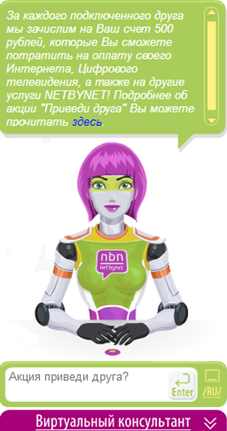 За каждого подключенного друга
мы зачислим на Ваш счет 500
рублей, которые Вы сможете
потратить на оплату своего
Интернета, Цифрового
телевидения, а также на другие
услуги NETBYNET! Подробнее об
акции "Приведи друга" Вы можете
прочитать здесь
nbn
netbynet
Акция приведи друга?
Enter
/RU/
Виртуальный консультант